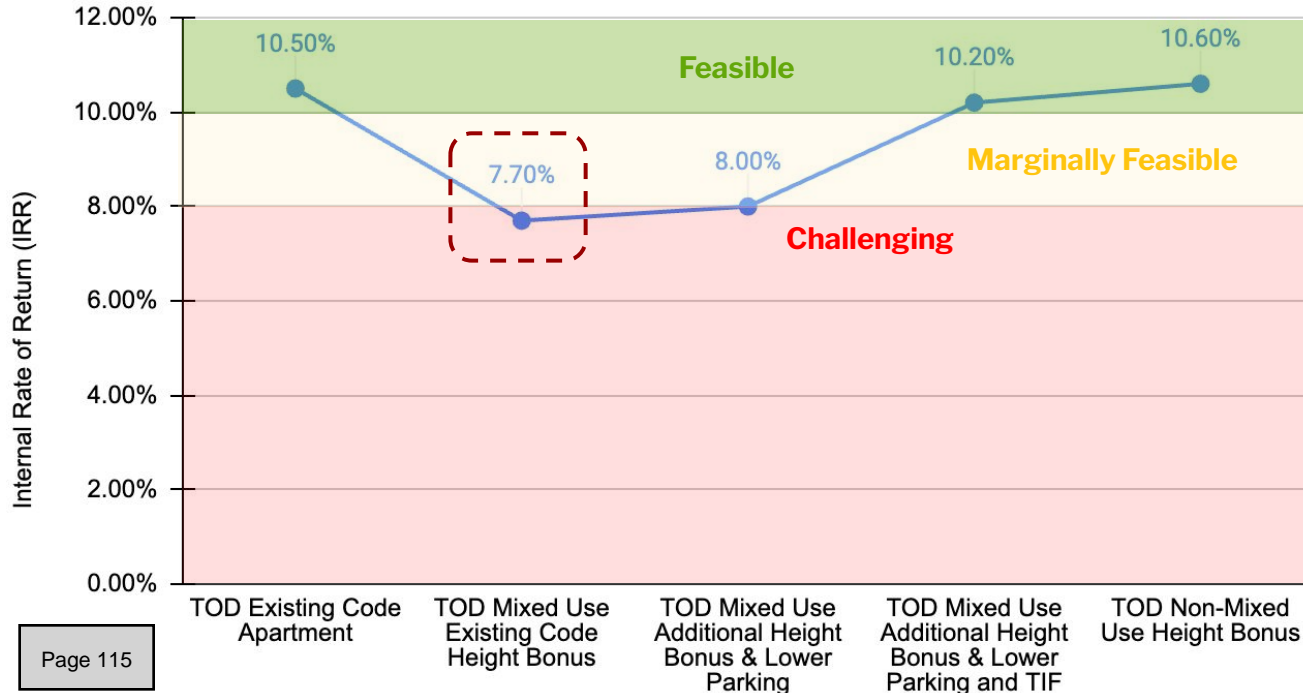 12.00%
10.50%
Feasible
10.20%
10.60%
10.00%
7.70%
8.00%
Marginally Feasible
8.00%
Challenging
6.00%
4.00%
2.00%
0.00%
Internal Rate of Return (IRR)
TOD Existing Code
Apartment
TOD Mixed Use
Existing Code
Height Bonus
TOD Mixed Use
Additional Height
Bonus & Lower
Parking
TOD Mixed Use
Additional Height
Bonus & Lower
Parking and TIF
TOD Non-Mixed
Use Height Bonus
Page 115